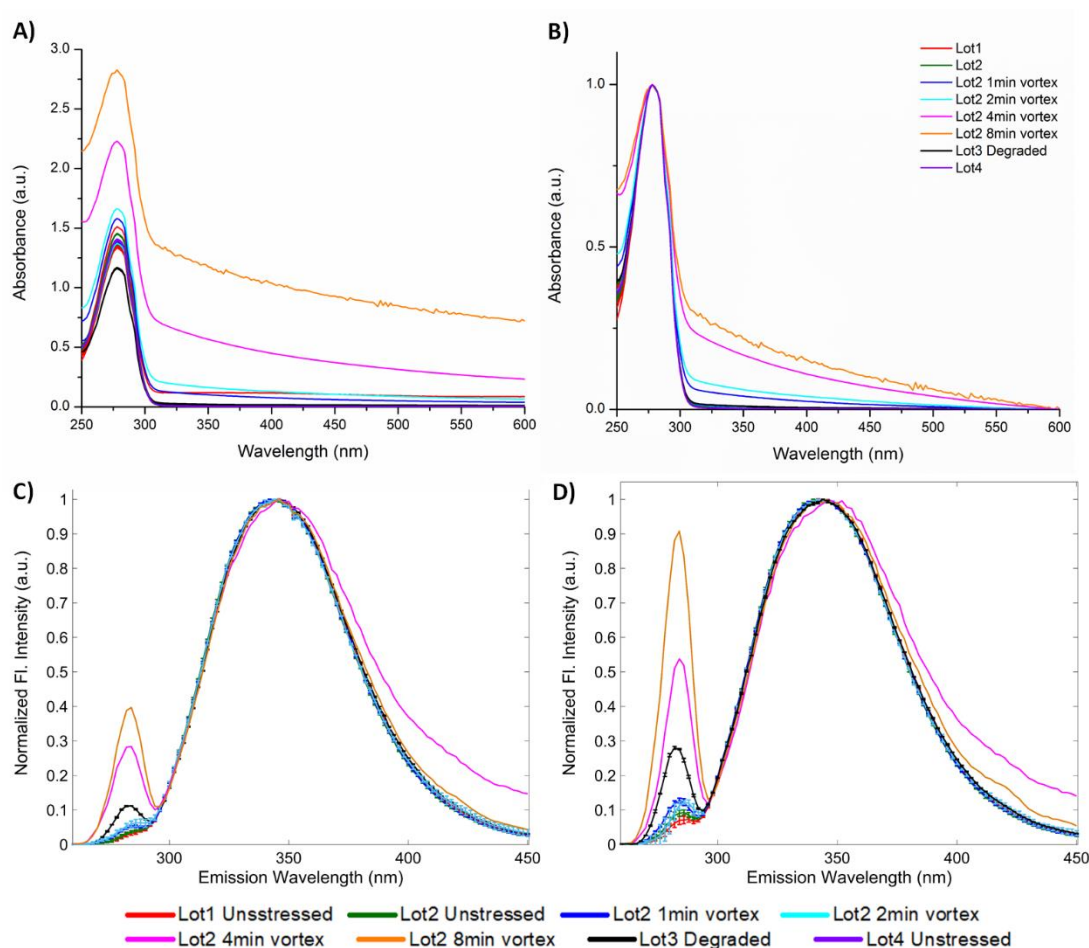 A)
3.0
2.5
2.0
1.5
1.0
0.5
0.0
Absorbance (a.u.)
250 300 350 400 450 500 550 600
Wavelength (nm)
B)
1.0
0.5
0.0
Absorbance (a.u.)
250 300 350 400 450 500 550 600
Wavelength (nm)
Lot1
Lot2
Lot2 1min vortex
Lot2 2min vortex
Lot2 4min vortex
Lot2 8min vortex
Lot3 Degraded
Lot4
C)
1
0.9
0.8
0.7
0.6
0.5
0.4
0.3
0.2
0.1
0
Normalized Fl. Intensity (a.u.)
300 350 400 450
Emission Wavelength (nm)
D)
1
0.9
0.8
0.7
0.6
0.5
0.4
0.3
0.2
0.1
0
Normalized Fl. Intensity (a.u.)
300 350 400 450
Emission Wavelength (nm)
Lot1 Unsstressed Lot2 Unstressed Lot2 1min vortex Lot2 2min vortex
Lot2 4min vortex Lot2 8min vortex Lot3 Degraded Lot4 Unstressed